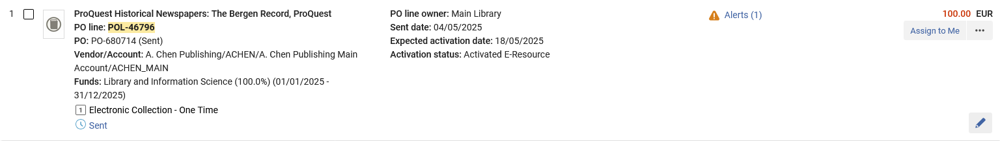 1
ProQuest Historical Newspapers: The Bergen Record, ProQuest
PO line: POL-46796
PO: PO-680714 (Sent)
Vendor/Account: A. Chen Publishing/ACHEN/A. Chen Publishing Main
Account/ACHEN_MAIN
Funds: Library and Information Science (100.0%) (01/01/2025 -
31/12/2025)
1 Electronic Collection - One Time
Sent
PO line owner: Main Library
Sent date: 04/05/2025
Expected activation date: 18/05/2025
Activation status: Activated E-Resource
Alerts (1)
100.00 EUR
Assign to Me